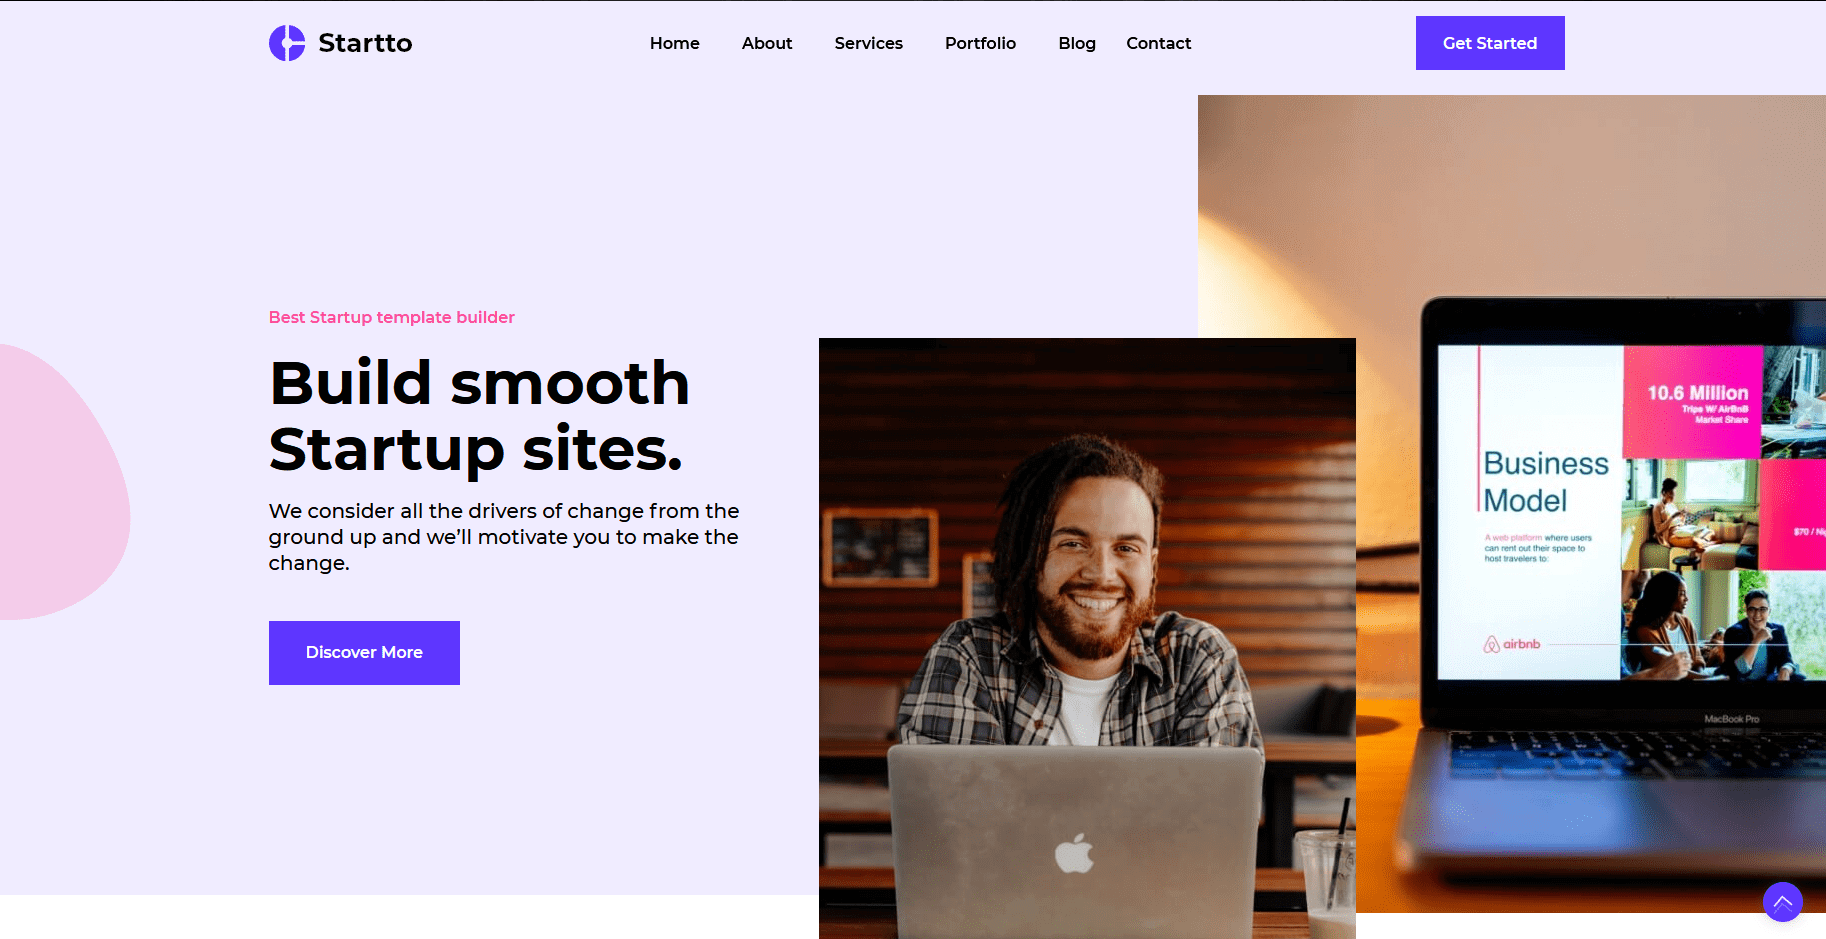 Startto
Home
About
Services
Portfolio
Blog
Contact
Get Started
Best Startup template builder
Build smooth
Startup sites.
We consider all the drivers of change from the
ground up and we’ll motivate you to make the
change.
Discover More
10.6 Million
Trips W/ AirBnB
Market Share
Business
Model
A web platform where users
can rent out their space to
host travelers to:
$70 /
airbnb
MacBook Pro